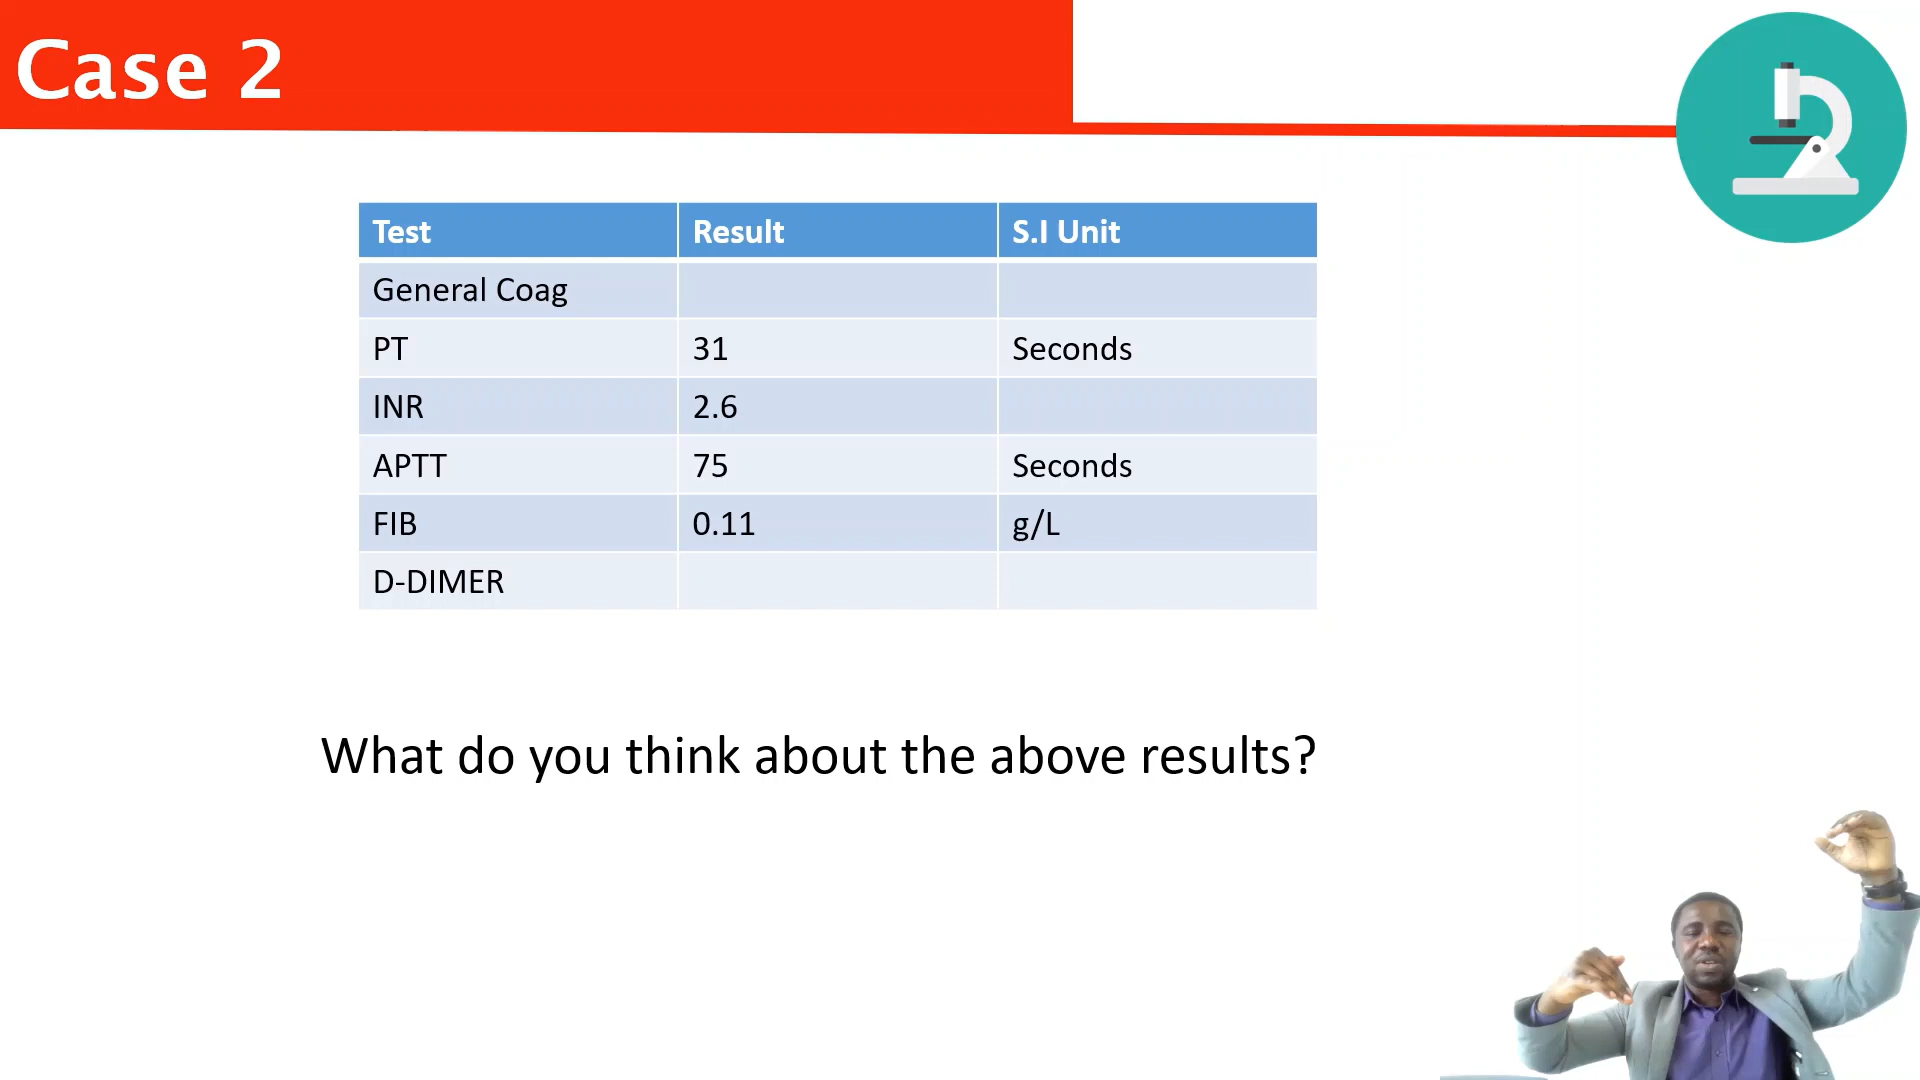 Case 2
Test Result S.I Unit
General Coag
PT 31 Seconds
INR 2.6
APTT 75 Seconds
FIB 0.11 g/L
D-DIMER
What do you think about the above results?